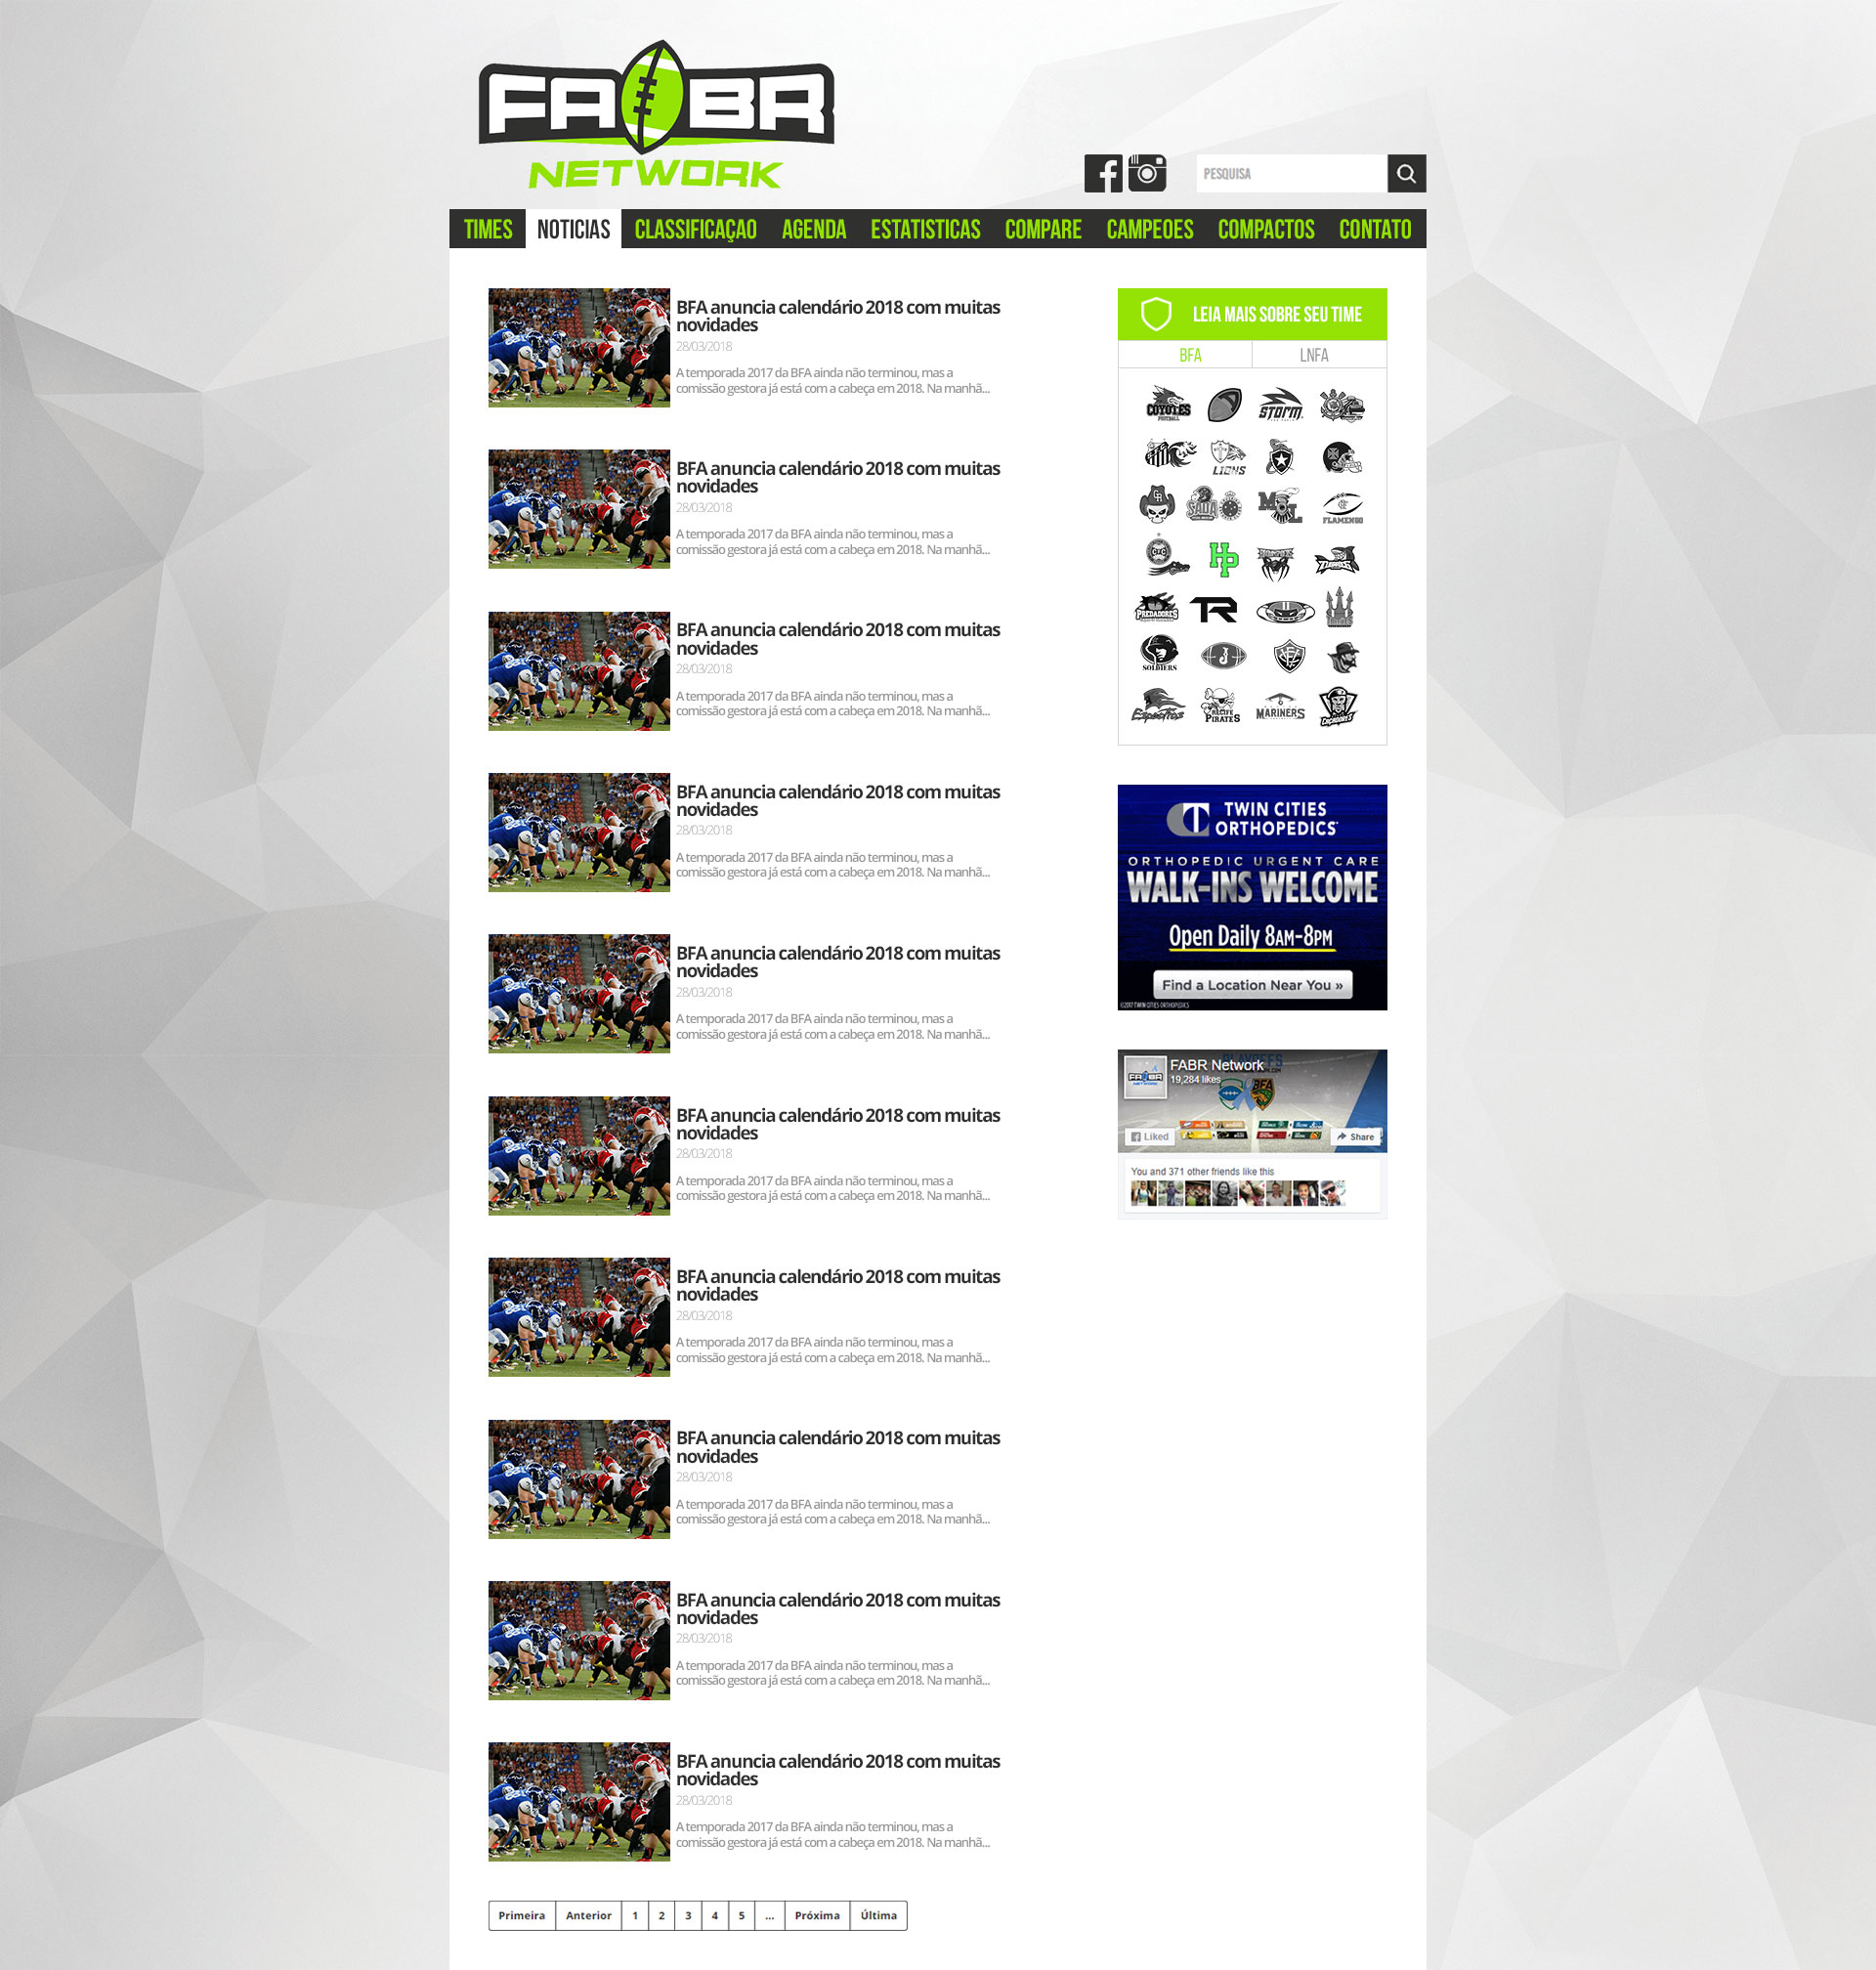 FABR
NETWORK
PESQUISA
TIMES NOTICIAS CLASSIFICAÇAO AGENDA ESTATISTICAS COMPARE CAMPEOES COMPACTOS CONTATO
BFA anuncia calendário 2018 com muitas
novidades
28/03/2018
A temporada 2017 da BFA ainda não terminou, mas a
comissão gestora já está com a cabeça em 2018. Na manhã...
BFA anuncia calendário 2018 com muitas
novidades
28/03/2018
A temporada 2017 da BFA ainda não terminou, mas a
comissão gestora já está com a cabeça em 2018. Na manhã...
BFA anuncia calendário 2018 com muitas
novidades
28/03/2018
A temporada 2017 da BFA ainda não terminou, mas a
comissão gestora já está com a cabeça em 2018. Na manhã...
BFA anuncia calendário 2018 com muitas
novidades
28/03/2018
A temporada 2017 da BFA ainda não terminou, mas a
comissão gestora já está com a cabeça em 2018. Na manhã...
BFA anuncia calendário 2018 com muitas
novidades
28/03/2018
A temporada 2017 da BFA ainda não terminou, mas a
comissão gestora já está com a cabeça em 2018. Na manhã...
BFA anuncia calendário 2018 com muitas
novidades
28/03/2018
A temporada 2017 da BFA ainda não terminou, mas a
comissão gestora já está com a cabeça em 2018. Na manhã...
BFA anuncia calendário 2018 com muitas
novidades
28/03/2018
A temporada 2017 da BFA ainda não terminou, mas a
comissão gestora já está com a cabeça em 2018. Na manhã...
BFA anuncia calendário 2018 com muitas
novidades
28/03/2018
A temporada 2017 da BFA ainda não terminou, mas a
comissão gestora já está com a cabeça em 2018. Na manhã...
BFA anuncia calendário 2018 com muitas
novidades
28/03/2018
A temporada 2017 da BFA ainda não terminou, mas a
comissão gestora já está com a cabeça em 2018. Na manhã...
BFA anuncia calendário 2018 com muitas
novidades
28/03/2018
A temporada 2017 da BFA ainda não terminou, mas a
comissão gestora já está com a cabeça em 2018. Na manhã...
Primeira Anterior 1 2 3 4 5 ... Próxima Última
LEIA MAIS SOBRE SEU TIME
BFA LNFA
COYOTES
FOOTBALL
STORM
LIONS
CR
SADA
ML
FLAMENGO
CFC
HP
PREDADORES
TR
SOLDIERS
J
Espectros
RECIFE
PIRATES
MARINERS
TWIN CITIES
ORTHOPEDICS
ORTHOPEDIC URGENT CARE
WALK-INS WELCOME
Open Daily 8AM-8PM
Find a Location Near You »
©2017 TWIN CITIES ORTHOPEDICS
PLAYOFFS
FABR Network
19,284 likes
FABR
NETWORK
BFA
Liked
Share
You and 371 other friends like this